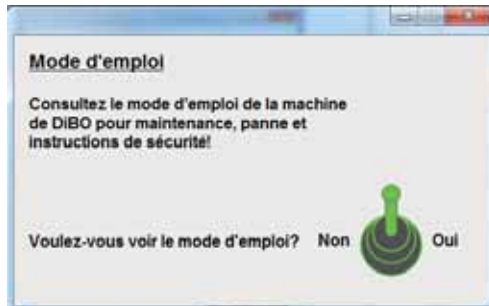 Mode d'emploi
Consultez le mode d'emploi de la machine
de DiBO pour maintenance, panne et
instructions de sécurité!
Voulez-vous voir le mode d'emploi? Non Oui